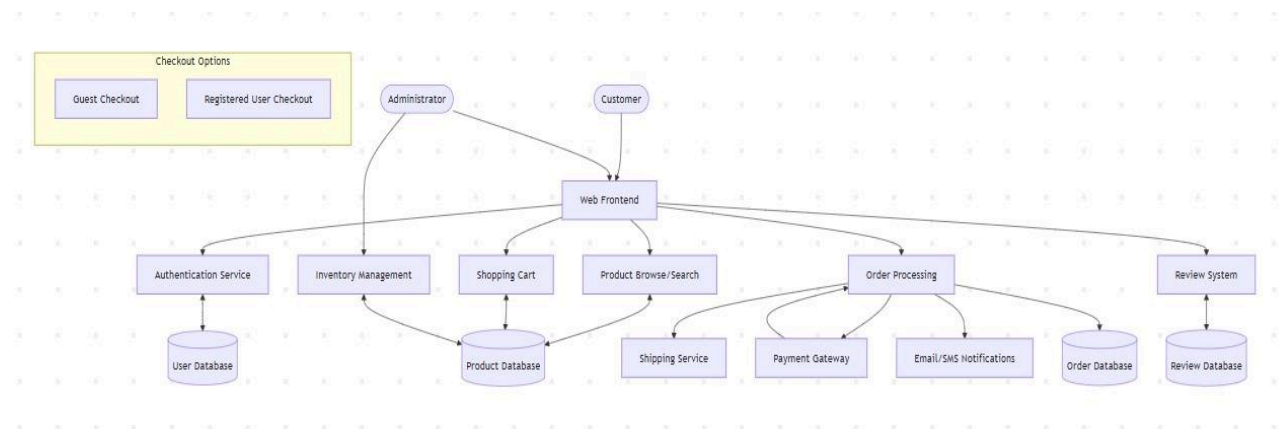 Checkout Options
Guest Checkout
Registered User Checkout
Administrator
Customer
Web Frontend
Authentication Service
Inventory Management
Shopping Cart
Product Browse/Search
Order Processing
Review System
User Database
Product Database
Shipping Service
Payment Gateway
Email/SMS Notifications
Order Database
Review Database